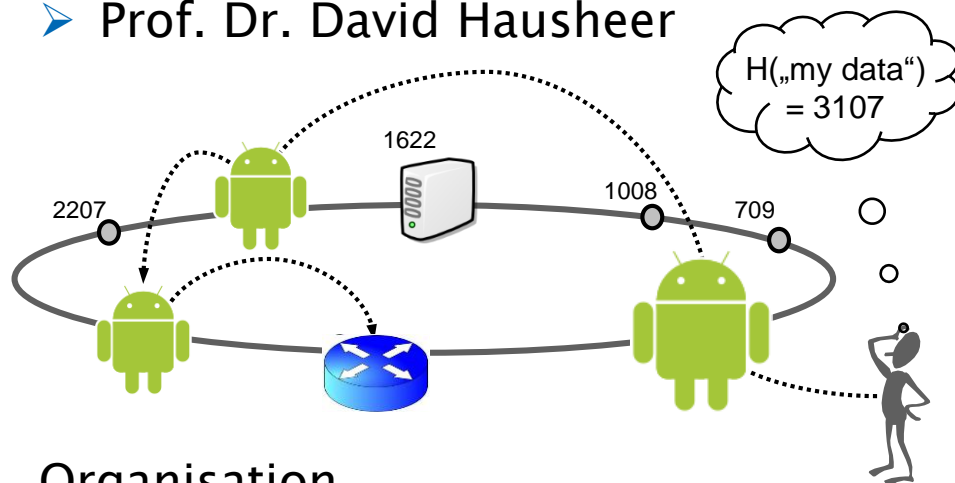 Prof. Dr. David Hausheer
H(„my data“)
= 3107
1622
1008
709
2207
Organisation